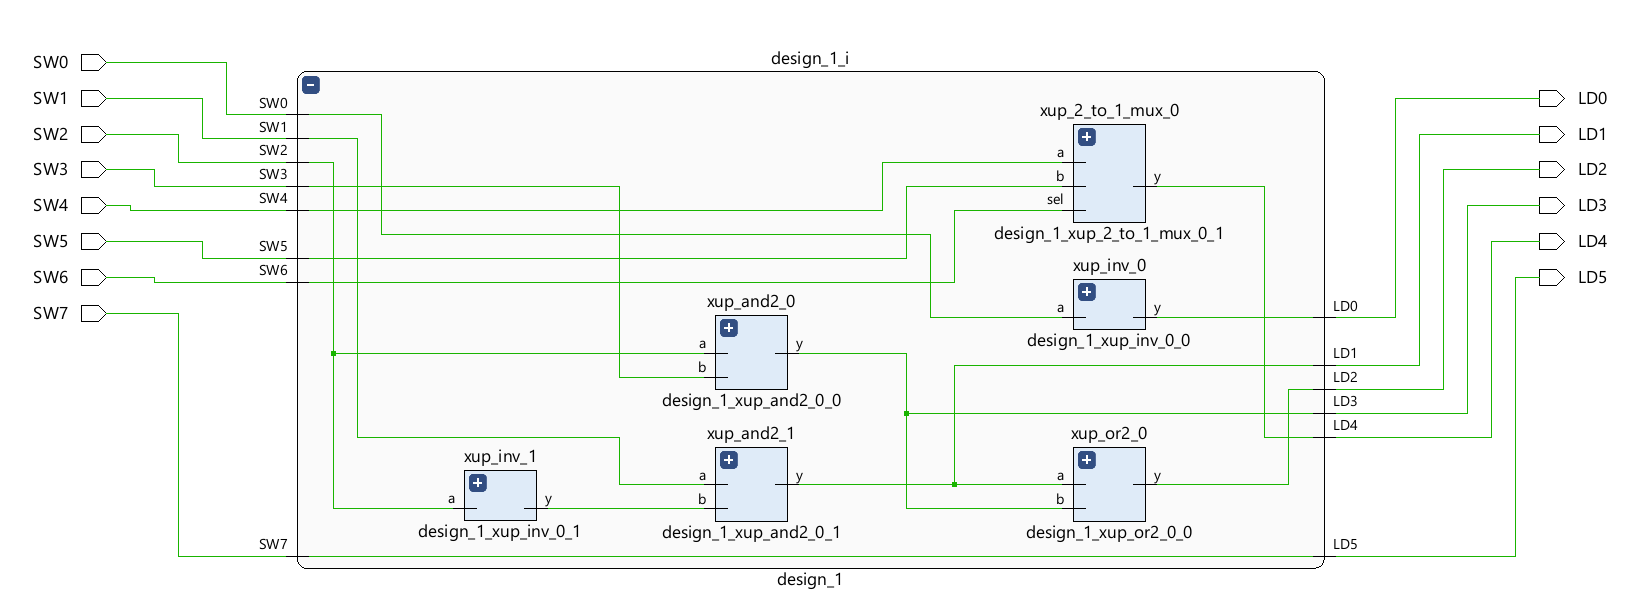 design_1_i
SW0
SW1
SW2
SW3
SW4
SW5
SW6
SW7
SW0
SW1
SW2
SW3
SW4
SW5
SW6
SW7
xup_2_to_1_mux_0
a
b
sel
y
design_1_xup_2_to_1_mux_0_1
xup_inv_0
a
y
design_1_xup_inv_0_0
xup_and2_0
a
b
y
design_1_xup_and2_0_0
xup_and2_1
a
b
y
design_1_xup_and2_0_1
xup_inv_1
a
y
design_1_xup_inv_0_1
xup_or2_0
a
b
y
design_1_xup_or2_0_0
LD0
LD1
LD2
LD3
LD4
LD5
LD0
LD1
LD2
LD3
LD4
LD5
design_1